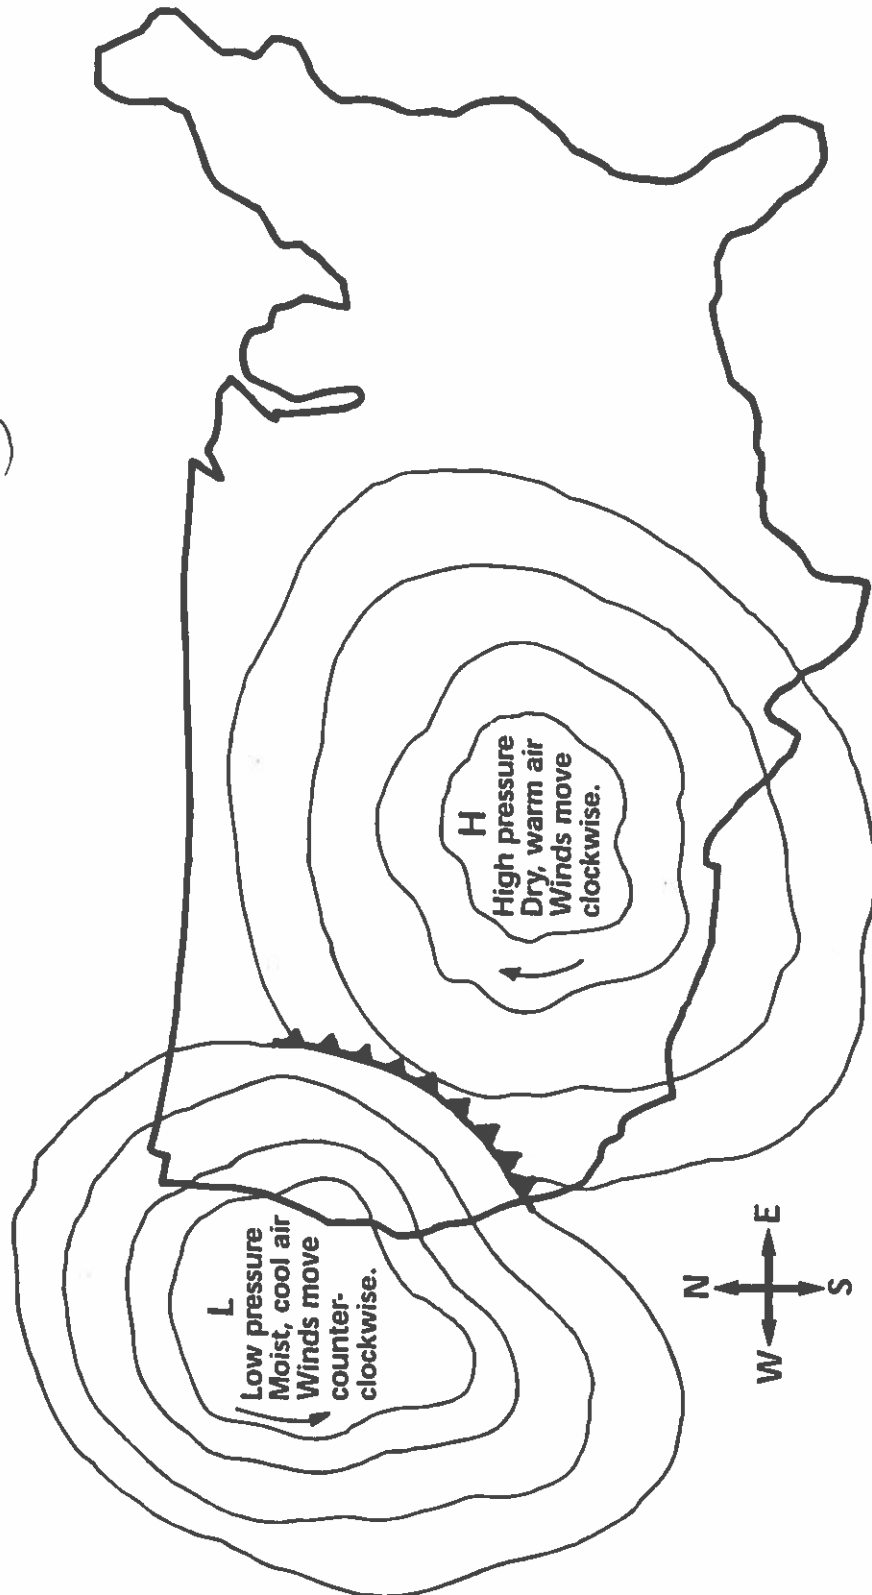 L
Low pressure
Moist, cool air
Winds move
counter-
clockwise.
H
High pressure
Dry, warm air
Winds move
clockwise.
N
W E
S